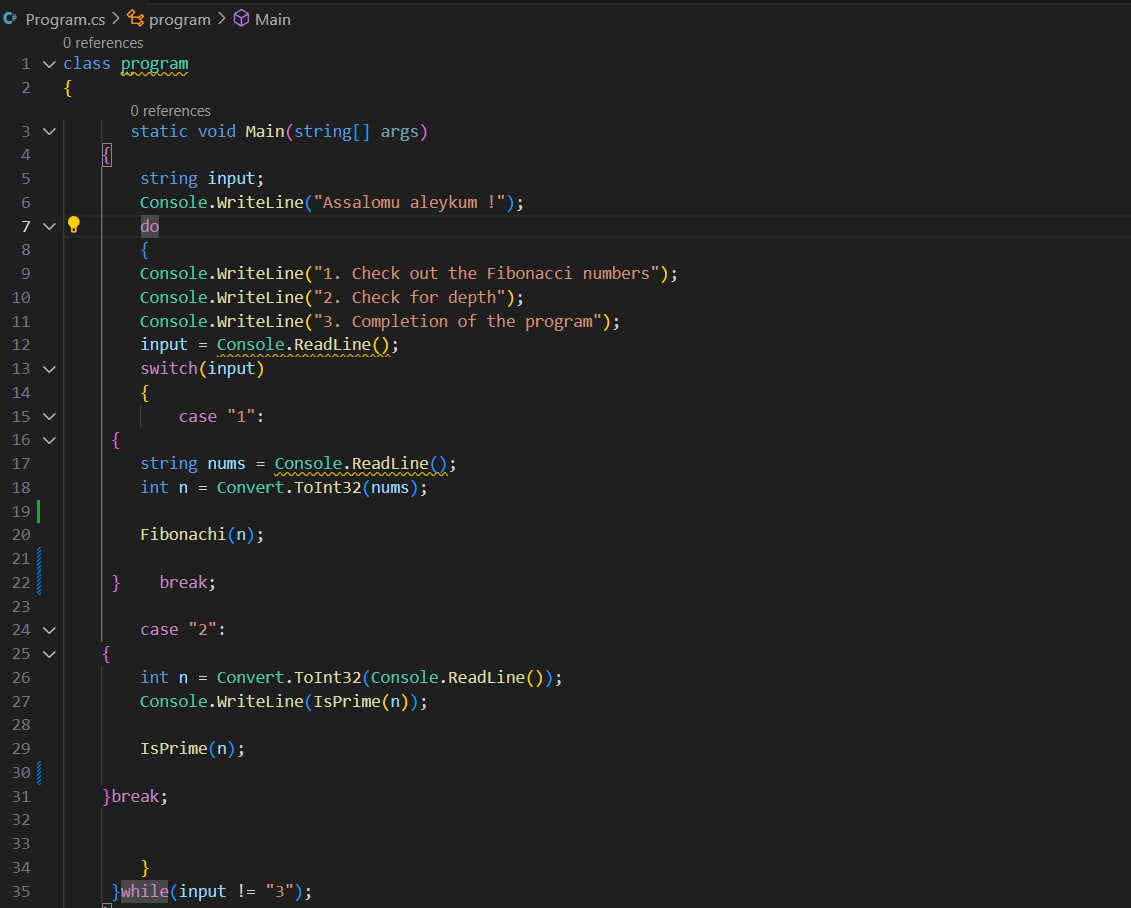 Program.cs > program > Main
0 references
1 class program
2 {
0 references
3 static void Main(string[] args)
4 {
5 string input;
6 Console.WriteLine("Assalomu aleykum !");
7 do
8 {
9 Console.WriteLine("1. Check out the Fibonacci numbers");
10 Console.WriteLine("2. Check for depth");
11 Console.WriteLine("3. Completion of the program");
12 input = Console.ReadLine();
13 switch(input)
14 {
15 case "1":
16 {
17 string nums = Console.ReadLine();
18 int n = Convert.ToInt32(nums);
19
20 Fibonachi(n);
21
22 } break;
23
24 case "2":
25 {
26 int n = Convert.ToInt32(Console.ReadLine());
27 Console.WriteLine(IsPrime(n));
28
29 IsPrime(n);
30
31 }break;
32
33
34 }
35 }while(input != "3");